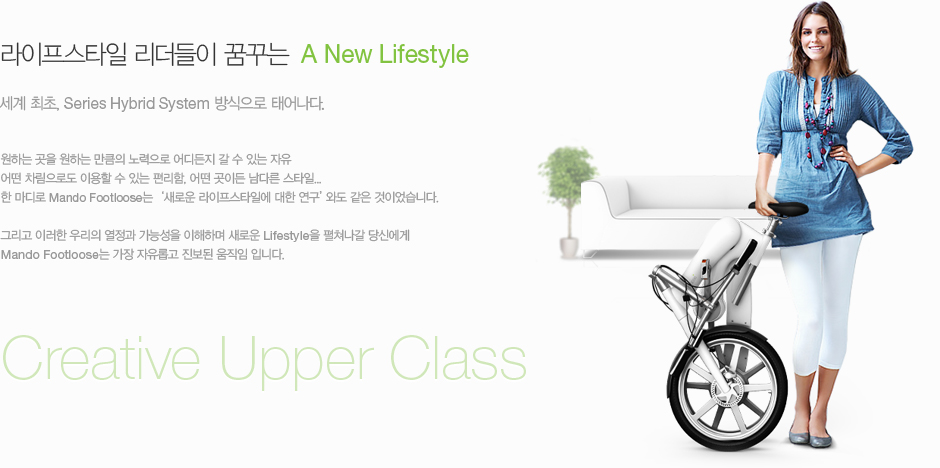 라이프스타일 리더들이 꿈꾸는 A New Lifestyle
세계 최초, Series Hybrid System 방식으로 태어나다.
원하는 곳을 원하는 만큼의 노력으로 어디든지 갈 수 있는 자유
어떤 차림으로도 이용할 수 있는 편리함, 어떤 곳이든 남다른 스타일...
한 마디로 Mando Footloose는 ‘새로운 라이프스타일에 대한 연구’와도 같은 것이었습니다.
그리고 이러한 우리의 열정과 가능성을 이해하며 새로운 Lifestyle을 펼쳐나갈 당신에게
Mando Footloose는 가장 자유롭고 진보된 움직임 입니다.
Creative Upper Class